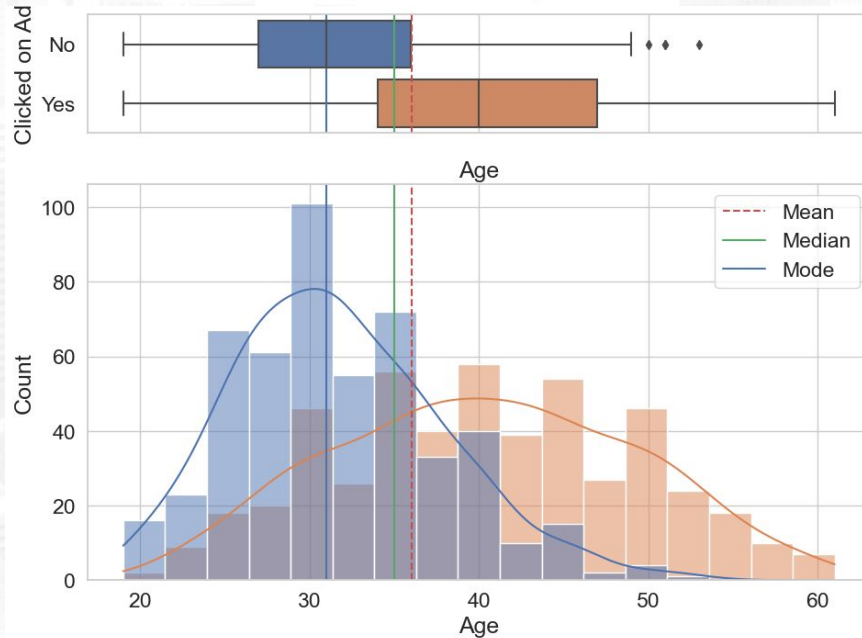 Clicked on Ad
No
Yes
Age
Mean
Median
Mode
Count
100
80
60
40
20
0
20
30
40
50
60
Age